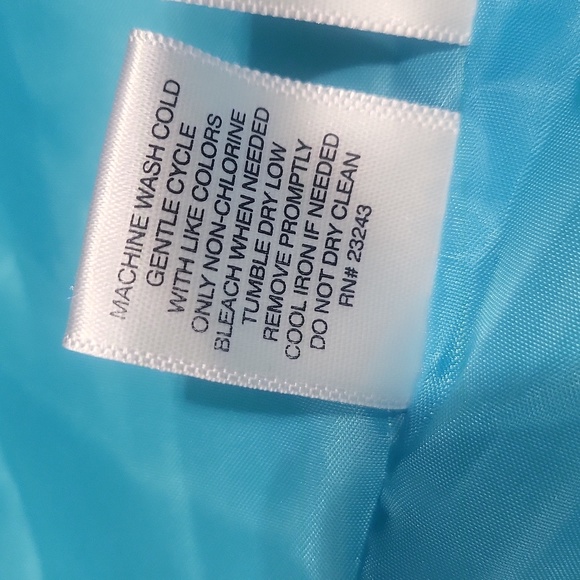 MACHINE WASH COLD
GENTLE CYCLE
WITH LIKE COLORS
ONLY NON-CHLORINE
BLEACH WHEN NEEDED
TUMBLE DRY LOW
REMOVE PROMPTLY
COOL IRON IF NEEDED
DO NOT DRY CLEAN
RN# 23243